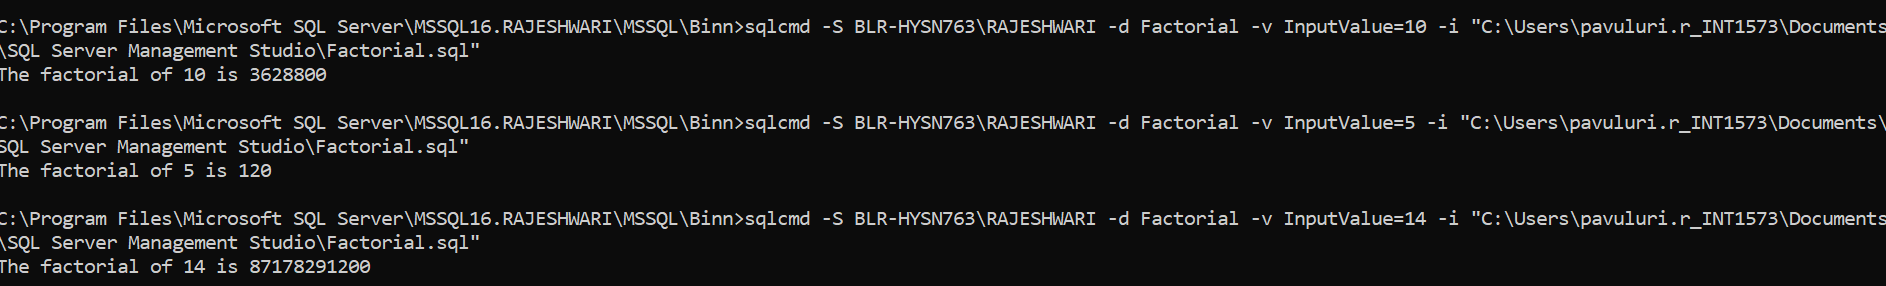 C:\Program Files\Microsoft SQL Server\MSSQL16.RAJESHWARI\MSSQL\Binn>sqlcmd -S BLR-HYSN763\RAJESHWARI -d Factorial -v InputValue=10 -i "C:\Users\pavuluri.r_INT1573\Documents
\SQL Server Management Studio\Factorial.sql"
The factorial of 10 is 3628800
C:\Program Files\Microsoft SQL Server\MSSQL16.RAJESHWARI\MSSQL\Binn>sqlcmd -S BLR-HYSN763\RAJESHWARI -d Factorial -v InputValue=5 -i "C:\Users\pavuluri.r_INT1573\Documents\
SQL Server Management Studio\Factorial.sql"
The factorial of 5 is 120
C:\Program Files\Microsoft SQL Server\MSSQL16.RAJESHWARI\MSSQL\Binn>sqlcmd -S BLR-HYSN763\RAJESHWARI -d Factorial -v InputValue=14 -i "C:\Users\pavuluri.r_INT1573\Documents
\SQL Server Management Studio\Factorial.sql"
The factorial of 14 is 87178291200